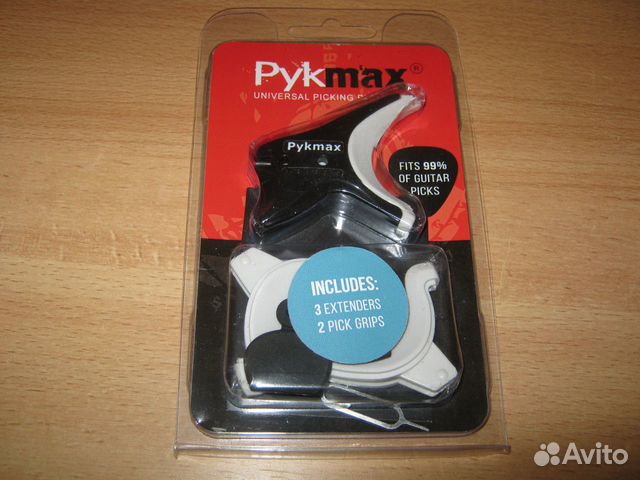 Pykmax®
UNIVERSAL PICKING
Pykmax
FITS 99%
OF GUITAR
PICKS
INCLUDES:
3 EXTENDERS
2 PICK GRIPS
Avito